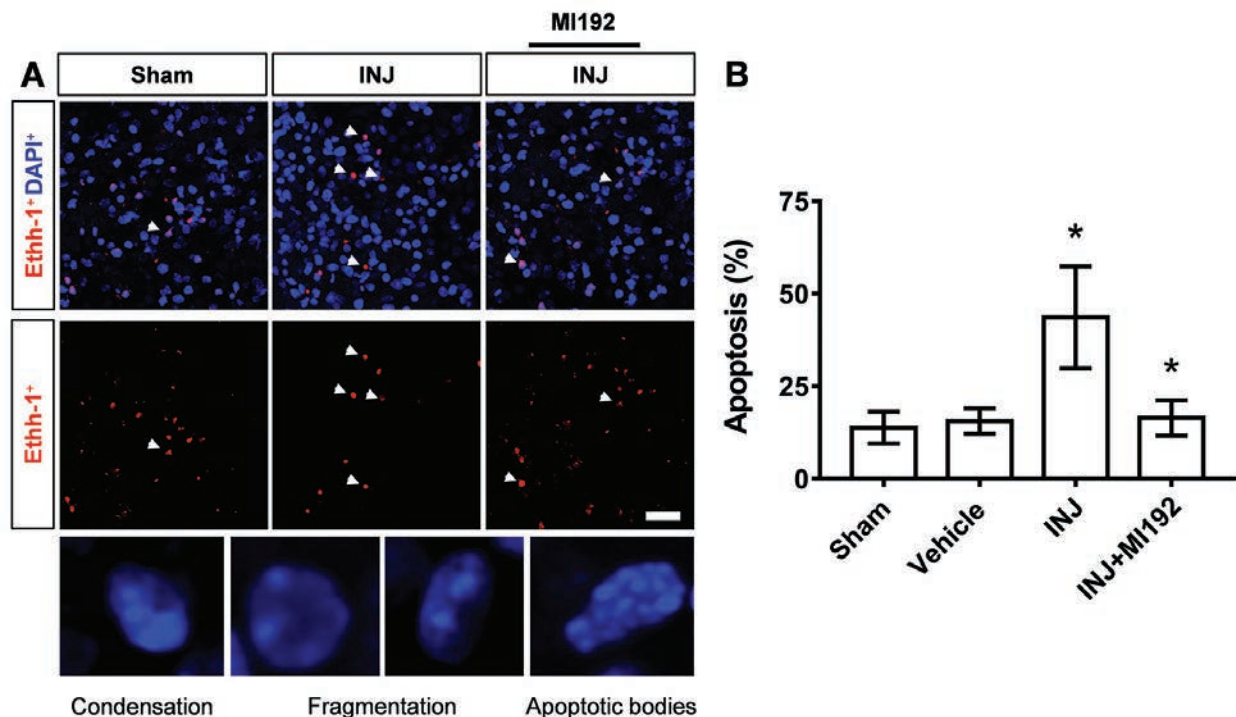 MI192
A
Sham
INJ
INJ
Ethh-1⁺ DAPI⁺
Ethh-1⁺
Condensation
Fragmentation
Apoptotic bodies
B
Apoptosis (%)
75
50
25
0
*
*
Sham
Vehicle
INJ
INJ+MI192